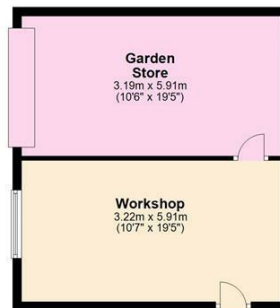 Garden
Store
3.19m x 5.91m
(10'6" x 19'5")
Workshop
3.22m x 5.91m
(10'7" x 19'5")